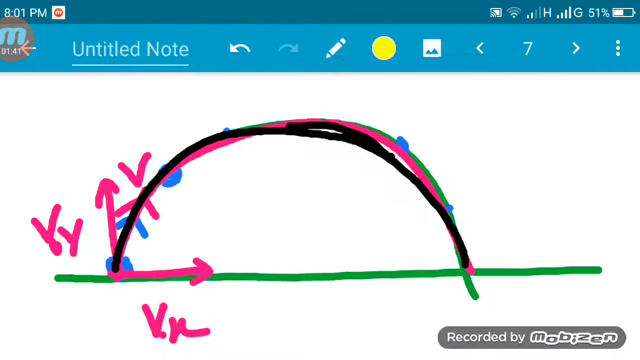 8:01 PM
H G 51%
01:41
Untitled Note
7
V
Vy
Vx
Recorded by MOBIZEN